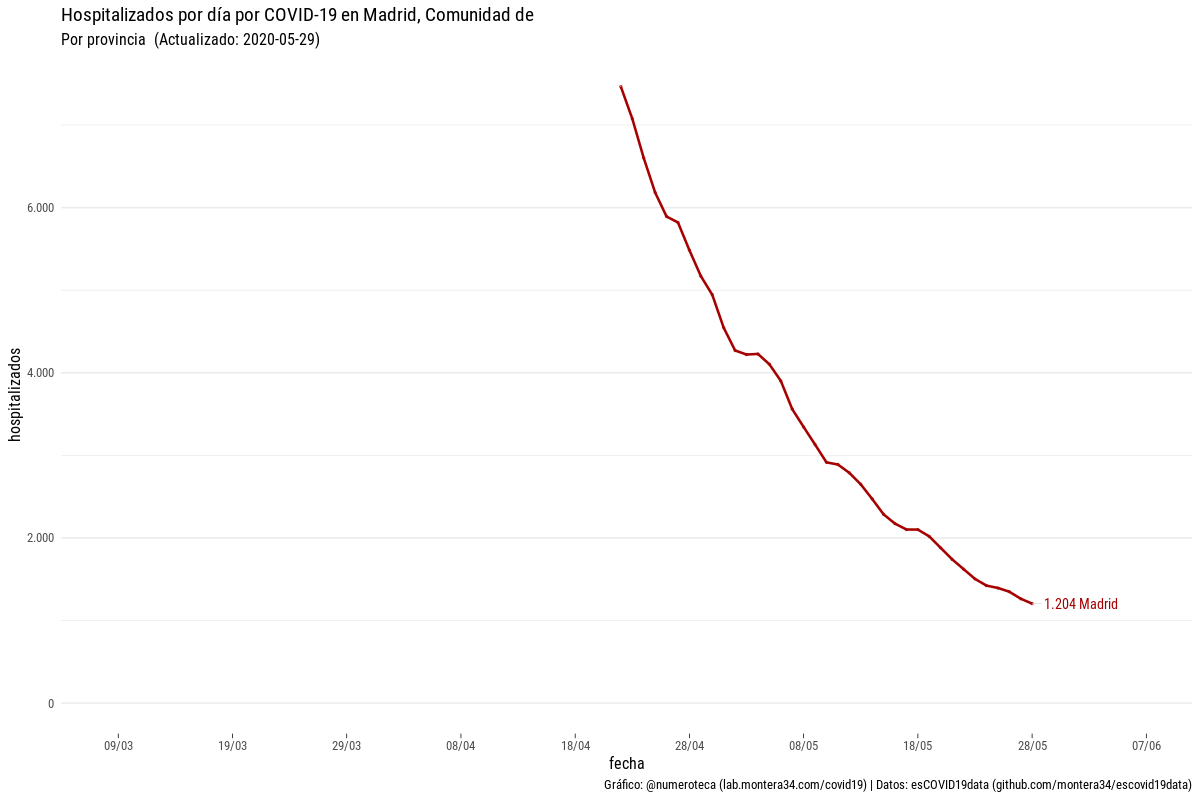 Hospitalizados por día por COVID-19 en Madrid, Comunidad de
Por provincia  (Actualizado: 2020-05-29)
hospitalizados
6.000
4.000
2.000
0
1.204 Madrid
09/03
19/03
29/03
08/04
18/04
28/04
08/05
18/05
28/05
07/06
fecha
Gráfico: @numeroteca (lab.montera34.com/covid19) | Datos: esCOVID19data (github.com/montera34/escovid19data)